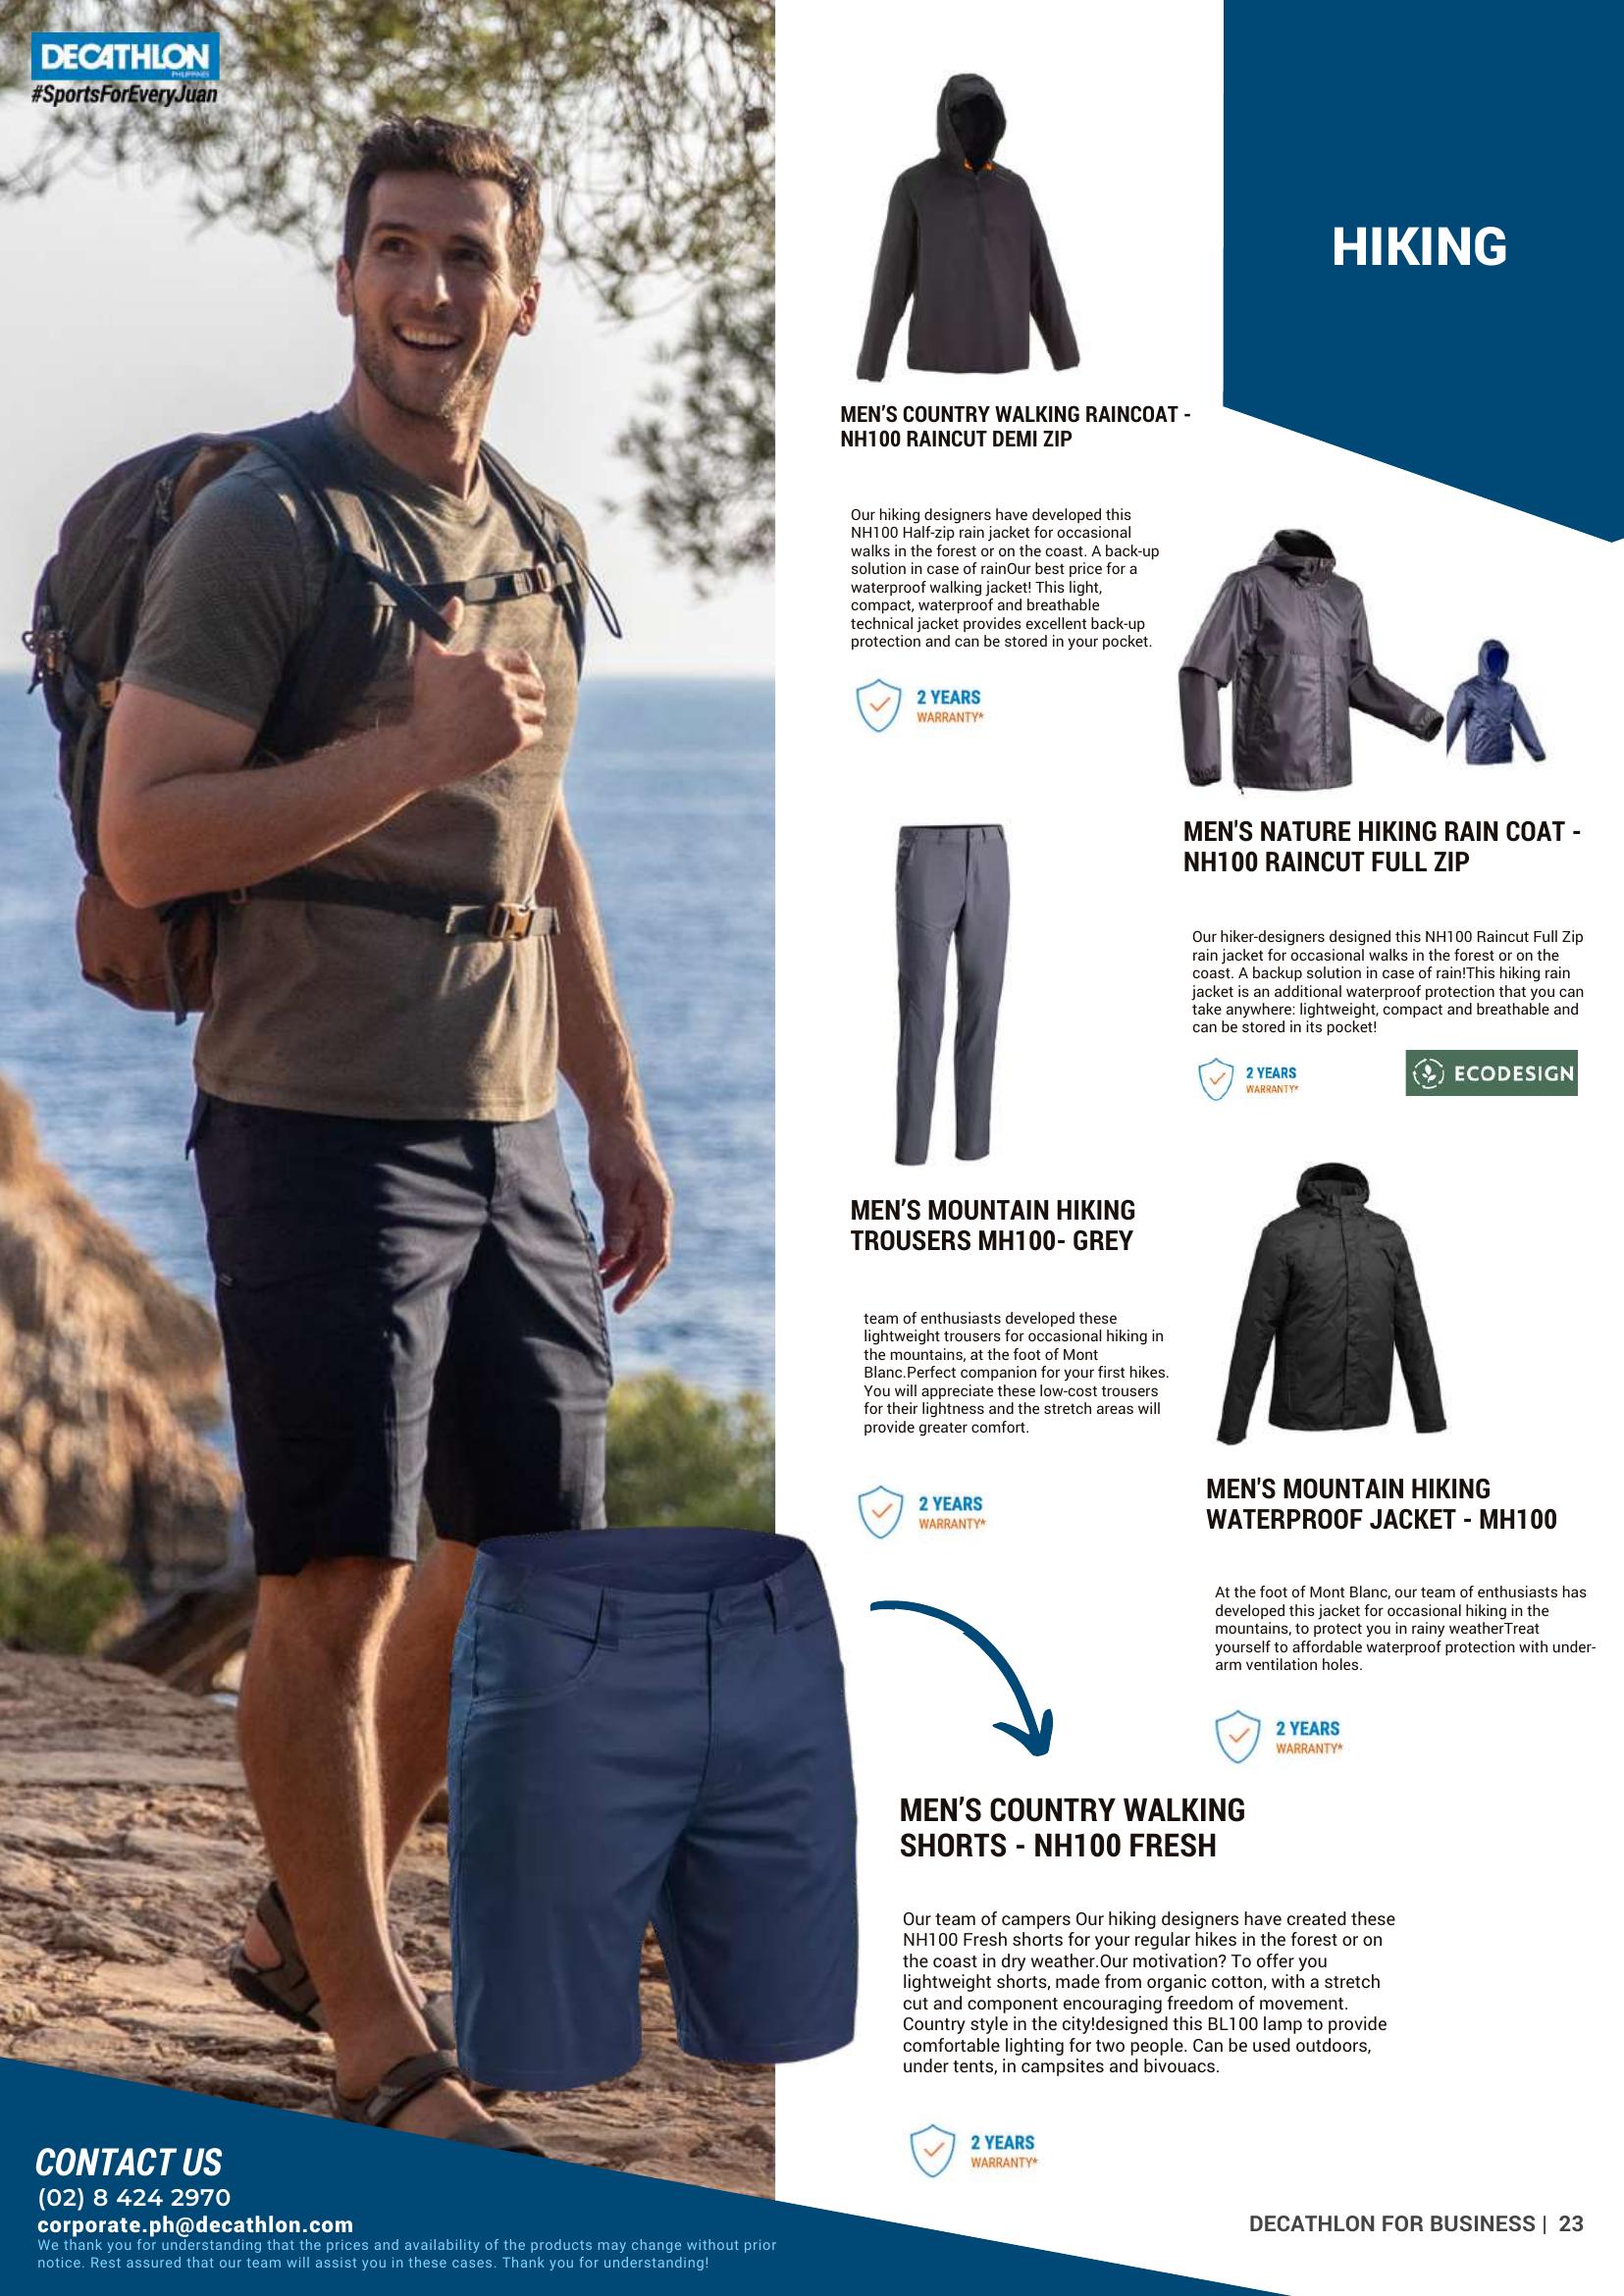 DECATHLON
PHILIPPINES
#SportsForEveryJuan
HIKING
MEN'S COUNTRY WALKING RAINCOAT -
NH100 RAINCUT DEMI ZIP
Our hiking designers have developed this
NH100 Half-zip rain jacket for occasional
walks in the forest or on the coast. A back-up
solution in case of rainOur best price for a
waterproof walking jacket! This light,
compact, waterproof and breathable
technical jacket provides excellent back-up
protection and can be stored in your pocket.
2 YEARS
WARRANTY*
MEN'S NATURE HIKING RAIN COAT -
NH100 RAINCUT FULL ZIP
Our hiker-designers designed this NH100 Raincut Full Zip
rain jacket for occasional walks in the forest or on the
coast. A backup solution in case of rain!This hiking rain
jacket is an additional waterproof protection that you can
take anywhere: lightweight, compact and breathable and
can be stored in its pocket!
2 YEARS
WARRANTY*
ECODESIGN
MEN'S MOUNTAIN HIKING
TROUSERS MH100- GREY
team of enthusiasts developed these
lightweight trousers for occasional hiking in
the mountains, at the foot of Mont
Blanc.Perfect companion for your first hikes.
You will appreciate these low-cost trousers
for their lightness and the stretch areas will
provide greater comfort.
2 YEARS
WARRANTY*
MEN'S MOUNTAIN HIKING
WATERPROOF JACKET - MH100
At the foot of Mont Blanc, our team of enthusiasts has
developed this jacket for occasional hiking in the
mountains, to protect you in rainy weatherTreat
yourself to affordable waterproof protection with under-
arm ventilation holes.
2 YEARS
WARRANTY*
MEN'S COUNTRY WALKING
SHORTS - NH100 FRESH
Our team of campers Our hiking designers have created these
NH100 Fresh shorts for your regular hikes in the forest or on
the coast in dry weather.Our motivation? To offer you
lightweight shorts, made from organic cotton, with a stretch
cut and component encouraging freedom of movement.
Country style in the city!designed this BL100 lamp to provide
comfortable lighting for two people. Can be used outdoors,
under tents, in campsites and bivouacs.
2 YEARS
WARRANTY*
CONTACT US
(02) 8 424 2970
corporate.ph@decathlon.com
We thank you for understanding that the prices and availability of the products may change without prior
notice. Rest assured that our team will assist you in these cases. Thank you for understanding!
DECATHLON FOR BUSINESS | 23